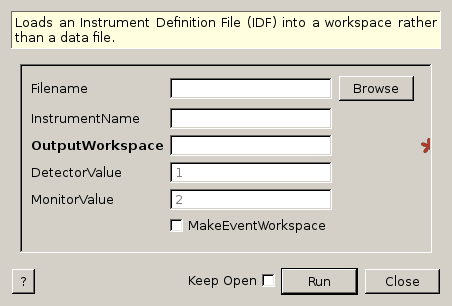 Loads an Instrument Definition File (IDF) into a workspace rather
than a data file.
Filename Browse
InstrumentName
OutputWorkspace *
DetectorValue 1
MonitorValue 2
MakeEventWorkspace
? Keep Open Run Close